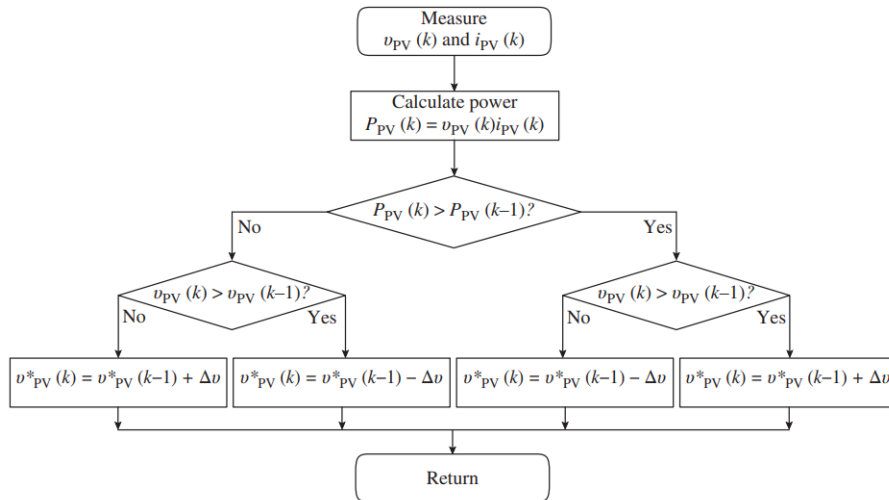 Measure
υPV (k) and iPV (k)
Calculate power
PPV (k) = υPV (k)iPV (k)
PPV (k) > PPV (k–1)?
No
Yes
υPV (k) > υPV (k–1)?
υPV (k) > υPV (k–1)?
No
Yes
No
Yes
υ*PV (k) = υ*PV (k–1) + Δυ
υ*PV (k) = υ*PV (k–1) − Δυ
υ*PV (k) = υ*PV (k–1) − Δυ
υ*PV (k) = υ*PV (k–1) + Δυ
Return